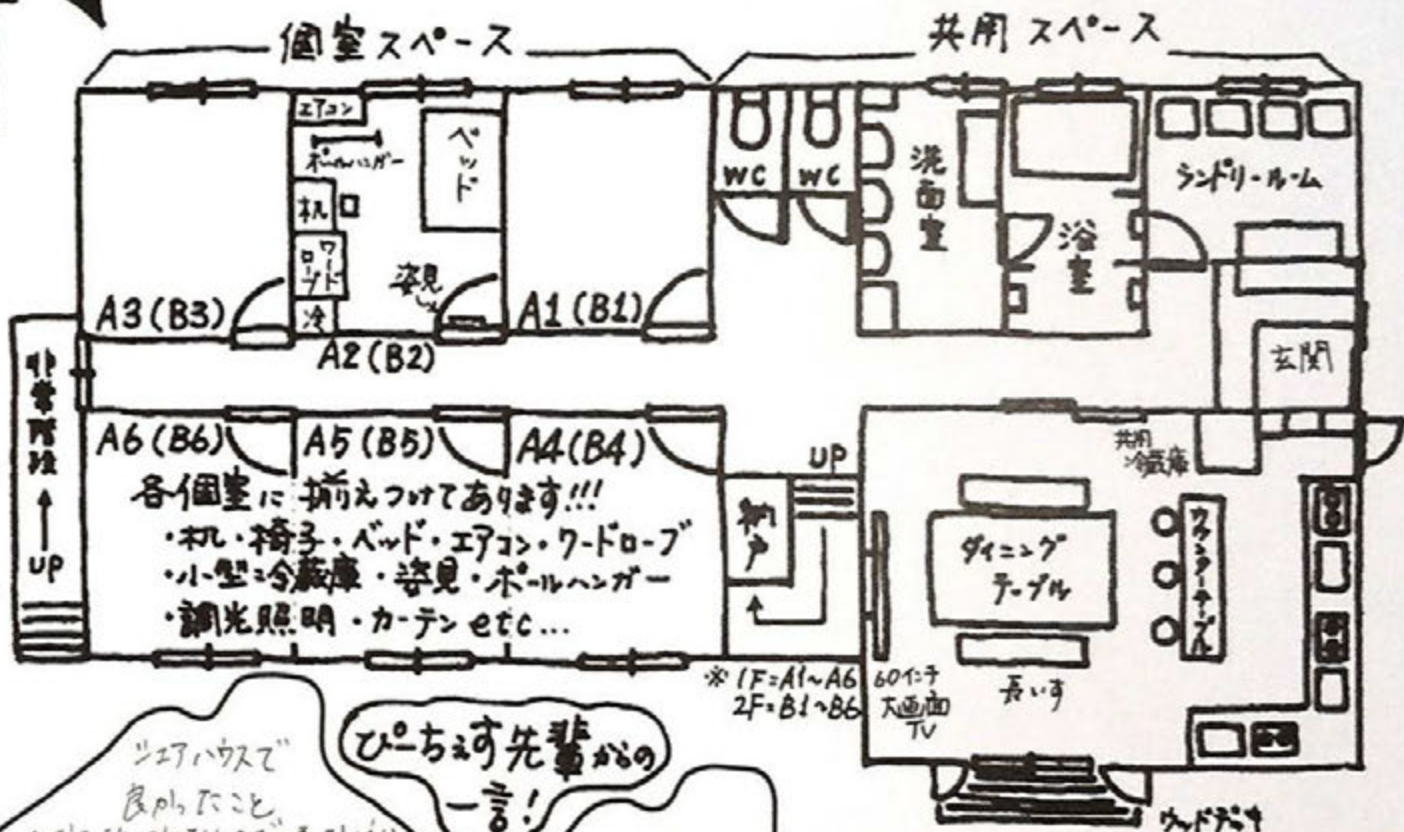 個室スペース
共用スペース
エアコン
ポールハンガー
机
ワードローブ
冷
ベッド
姿見
A3(B3)
A2(B2)
A1(B1)
WC
WC
洗面室
浴室
ランドリールーム
玄関
非常階段
UP
A6(B6)
A5(B5)
A4(B4)
各個室に揃えつけてあります!!!
・机・椅子・ベッド・エアコン・ワードローブ
・小型冷蔵庫・姿見・ポールハンガー
・調光照明・カーテンetc...
納戸
UP
共用
冷蔵庫
ダイニング
テーブル
カウンターテーブル
長いす
60インチ
大画面
TV
※1F=A1~A6
2F=B1~B6
ウッドデッキ
シェアハウスで
良かったこと
ぴーちぇす先輩からの
一言!